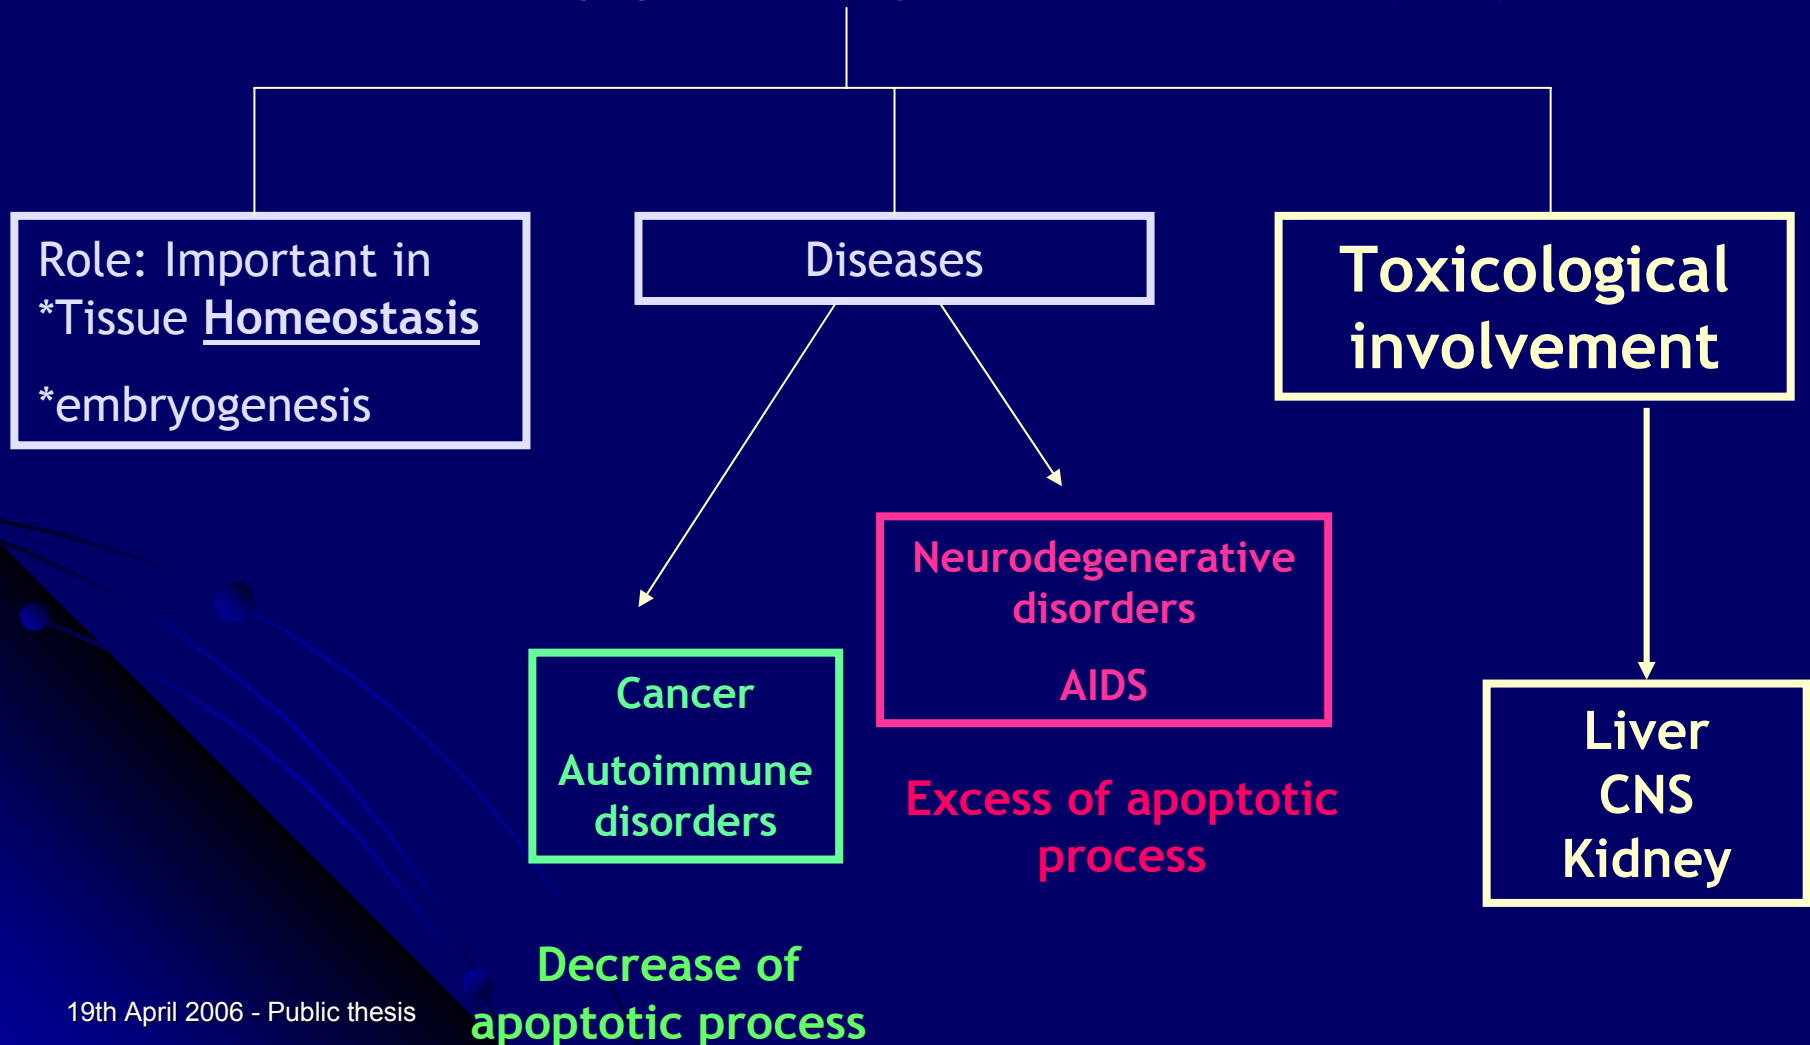 Role: Important in
*Tissue Homeostasis
*embryogenesis
Diseases
Toxicological
involvement
Neurodegenerative
disorders
AIDS
Excess of apoptotic
process
Cancer
Autoimmune
disorders
Decrease of
apoptotic process
Liver
CNS
Kidney
19th April 2006 - Public thesis